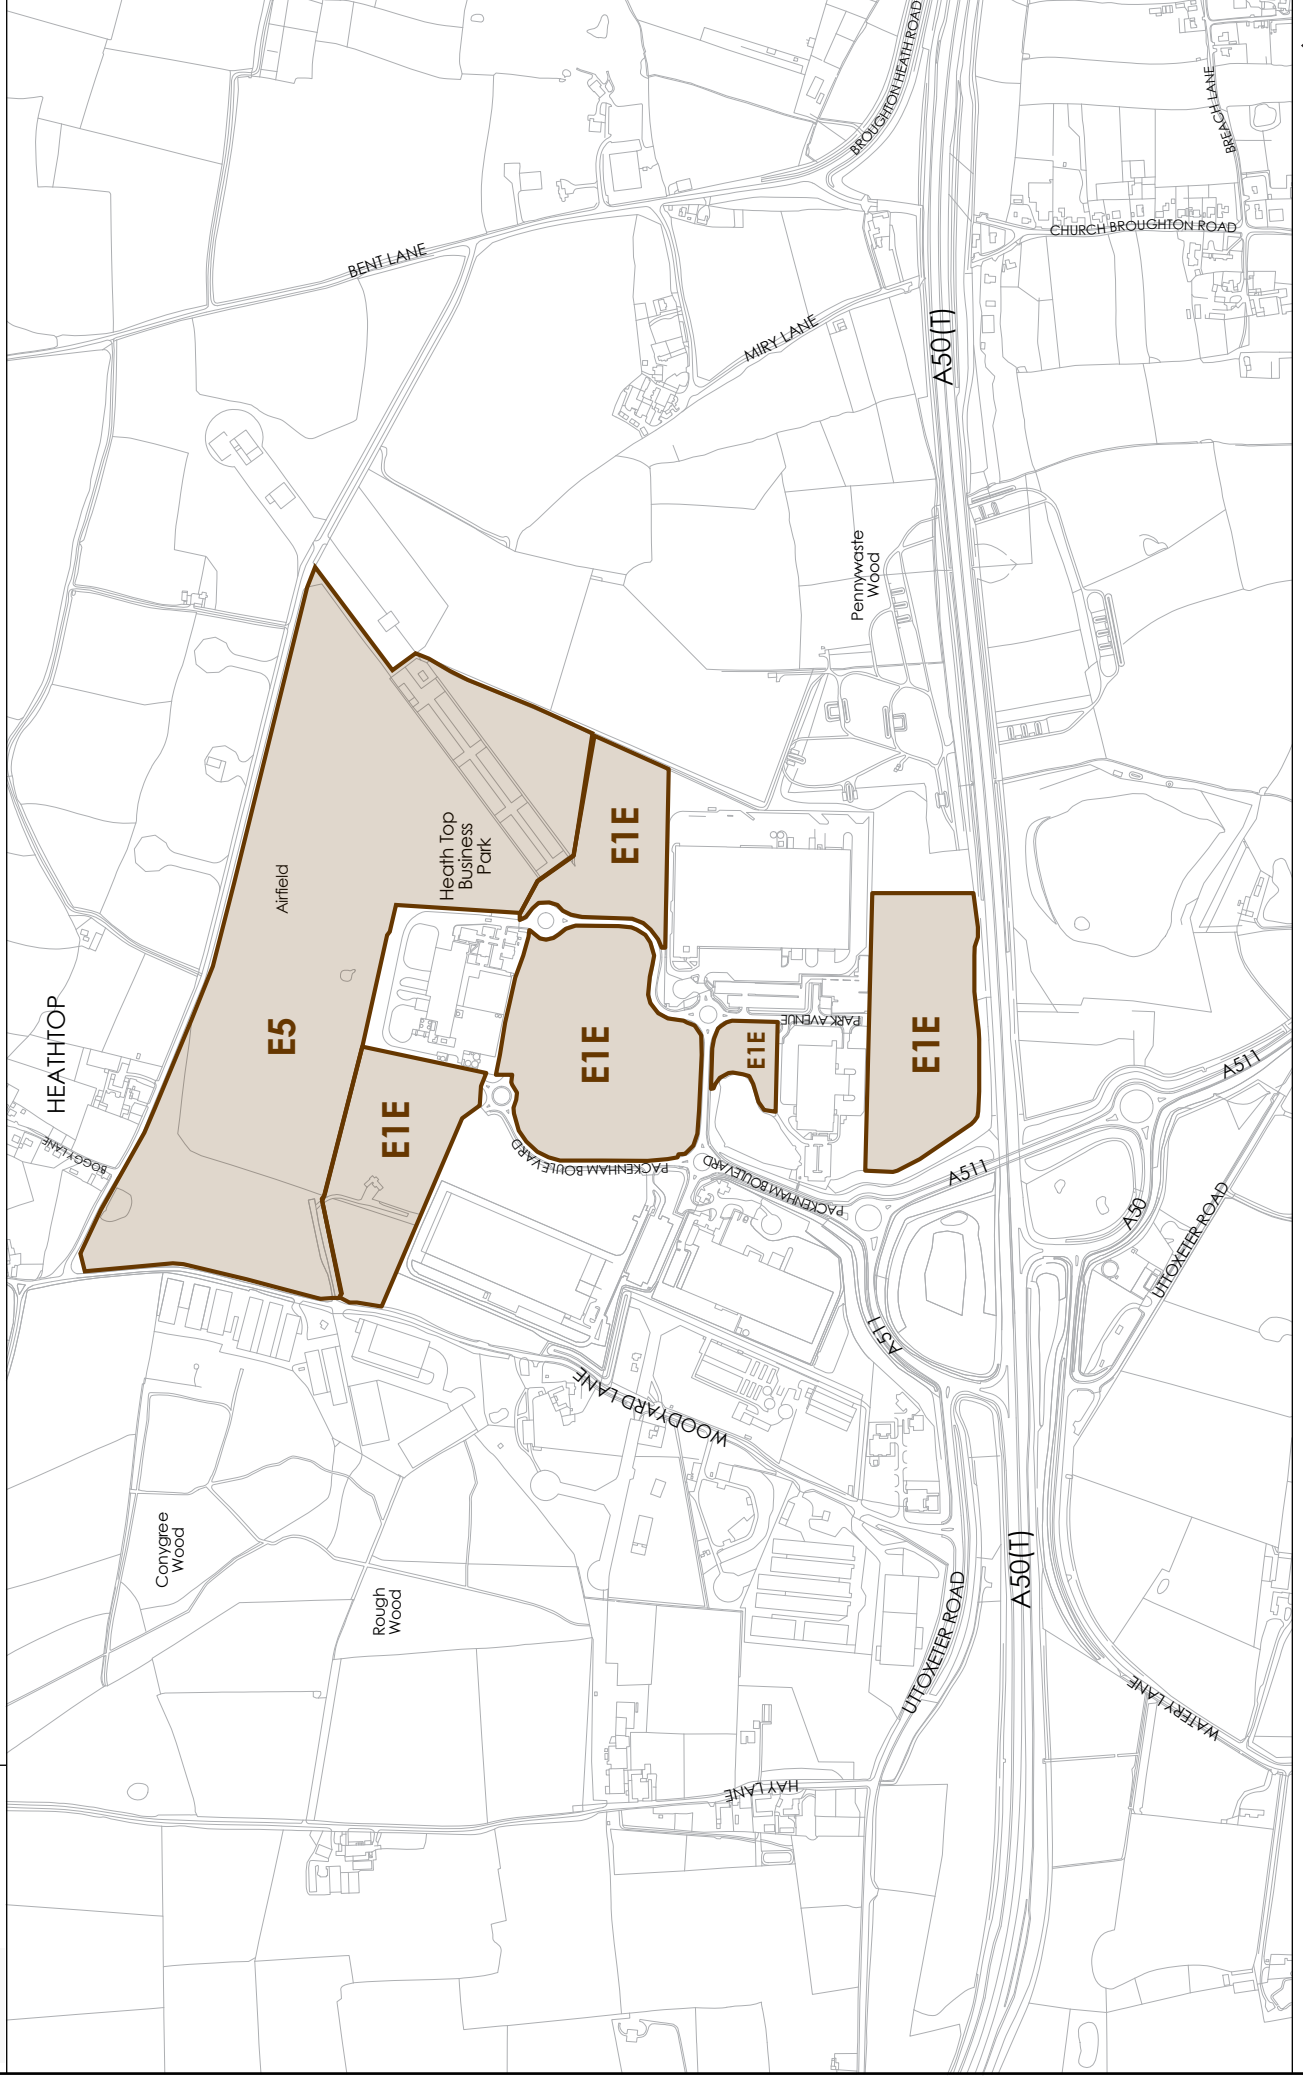 BROUGHTON HEATH ROAD
BREACH LANE
CHURCH BROUGHTON ROAD
BENT LANE
MIRY LANE
A50(T)
Pennywaste
Wood
Heath Top
Business
Park
Airfield
E1E
HEATHTOP
E5
E1E
E1E
E1E
PARK AVENUE
E1E
A511
BOGGY LANE
PACKENHAM BOULEVARD
PACKENHAM BOULEVARD
A511
A50
UTTOXETER ROAD
A511
WOODYARD LANE
Conygree
Wood
Rough
Wood
A50(T)
UTTOXETER ROAD
WATERY LANE
HAY LANE